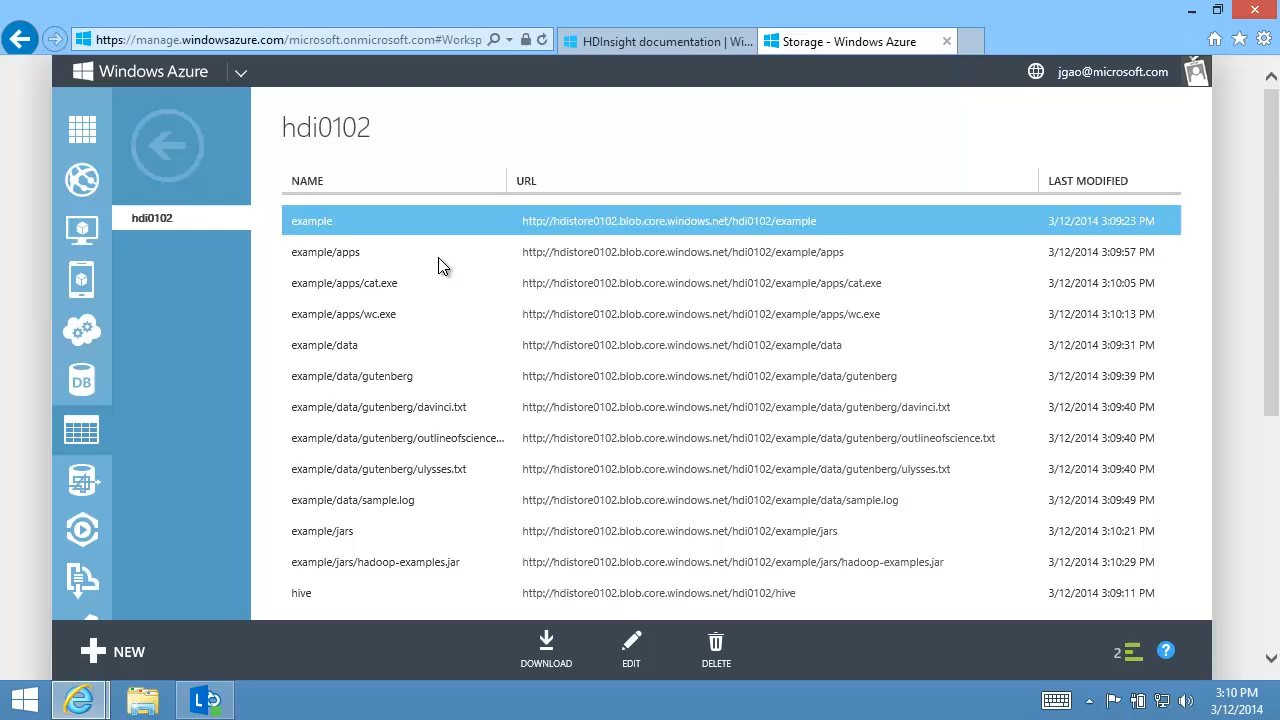 https://manage.windowsazure.com/microsoft.onmicrosoft.com#Worksp
HDInsight documentation | Wi...
Storage - Windows Azure
Windows Azure
jgao@microsoft.com
hdi0102
hdi0102
NAME URL LAST MODIFIED
example http://hdistore0102.blob.core.windows.net/hdi0102/example 3/12/2014 3:09:23 PM
example/apps http://hdistore0102.blob.core.windows.net/hdi0102/example/apps 3/12/2014 3:09:57 PM
example/apps/cat.exe http://hdistore0102.blob.core.windows.net/hdi0102/example/apps/cat.exe 3/12/2014 3:10:05 PM
example/apps/wc.exe http://hdistore0102.blob.core.windows.net/hdi0102/example/apps/wc.exe 3/12/2014 3:10:13 PM
example/data http://hdistore0102.blob.core.windows.net/hdi0102/example/data 3/12/2014 3:09:31 PM
example/data/gutenberg http://hdistore0102.blob.core.windows.net/hdi0102/example/data/gutenberg 3/12/2014 3:09:39 PM
example/data/gutenberg/davinci.txt http://hdistore0102.blob.core.windows.net/hdi0102/example/data/gutenberg/davinci.txt 3/12/2014 3:09:40 PM
example/data/gutenberg/outlineofscience... http://hdistore0102.blob.core.windows.net/hdi0102/example/data/gutenberg/outlineofscience.txt 3/12/2014 3:09:40 PM
example/data/gutenberg/ulysses.txt http://hdistore0102.blob.core.windows.net/hdi0102/example/data/gutenberg/ulysses.txt 3/12/2014 3:09:40 PM
example/data/sample.log http://hdistore0102.blob.core.windows.net/hdi0102/example/data/sample.log 3/12/2014 3:09:49 PM
example/jars http://hdistore0102.blob.core.windows.net/hdi0102/example/jars 3/12/2014 3:10:21 PM
example/jars/hadoop-examples.jar http://hdistore0102.blob.core.windows.net/hdi0102/example/jars/hadoop-examples.jar 3/12/2014 3:10:29 PM
hive http://hdistore0102.blob.core.windows.net/hdi0102/hive 3/12/2014 3:09:11 PM
DB
NEW
DOWNLOAD
EDIT
DELETE
2
?
3:10 PM
3/12/2014